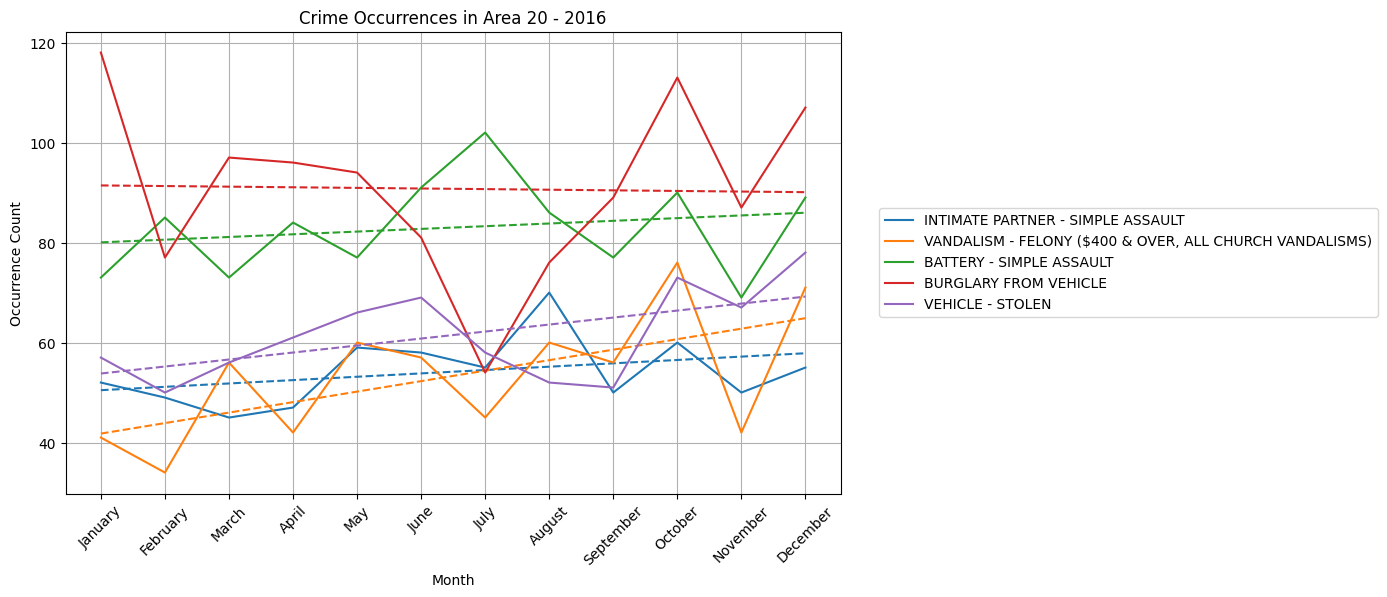 Crime Occurrences in Area 20 - 2016
120
100
80
60
40
Occurrence Count
January
February
March
April
May
June
July
August
September
October
November
December
Month
INTIMATE PARTNER - SIMPLE ASSAULT
VANDALISM - FELONY ($400 & OVER, ALL CHURCH VANDALISMS)
BATTERY - SIMPLE ASSAULT
BURGLARY FROM VEHICLE
VEHICLE - STOLEN